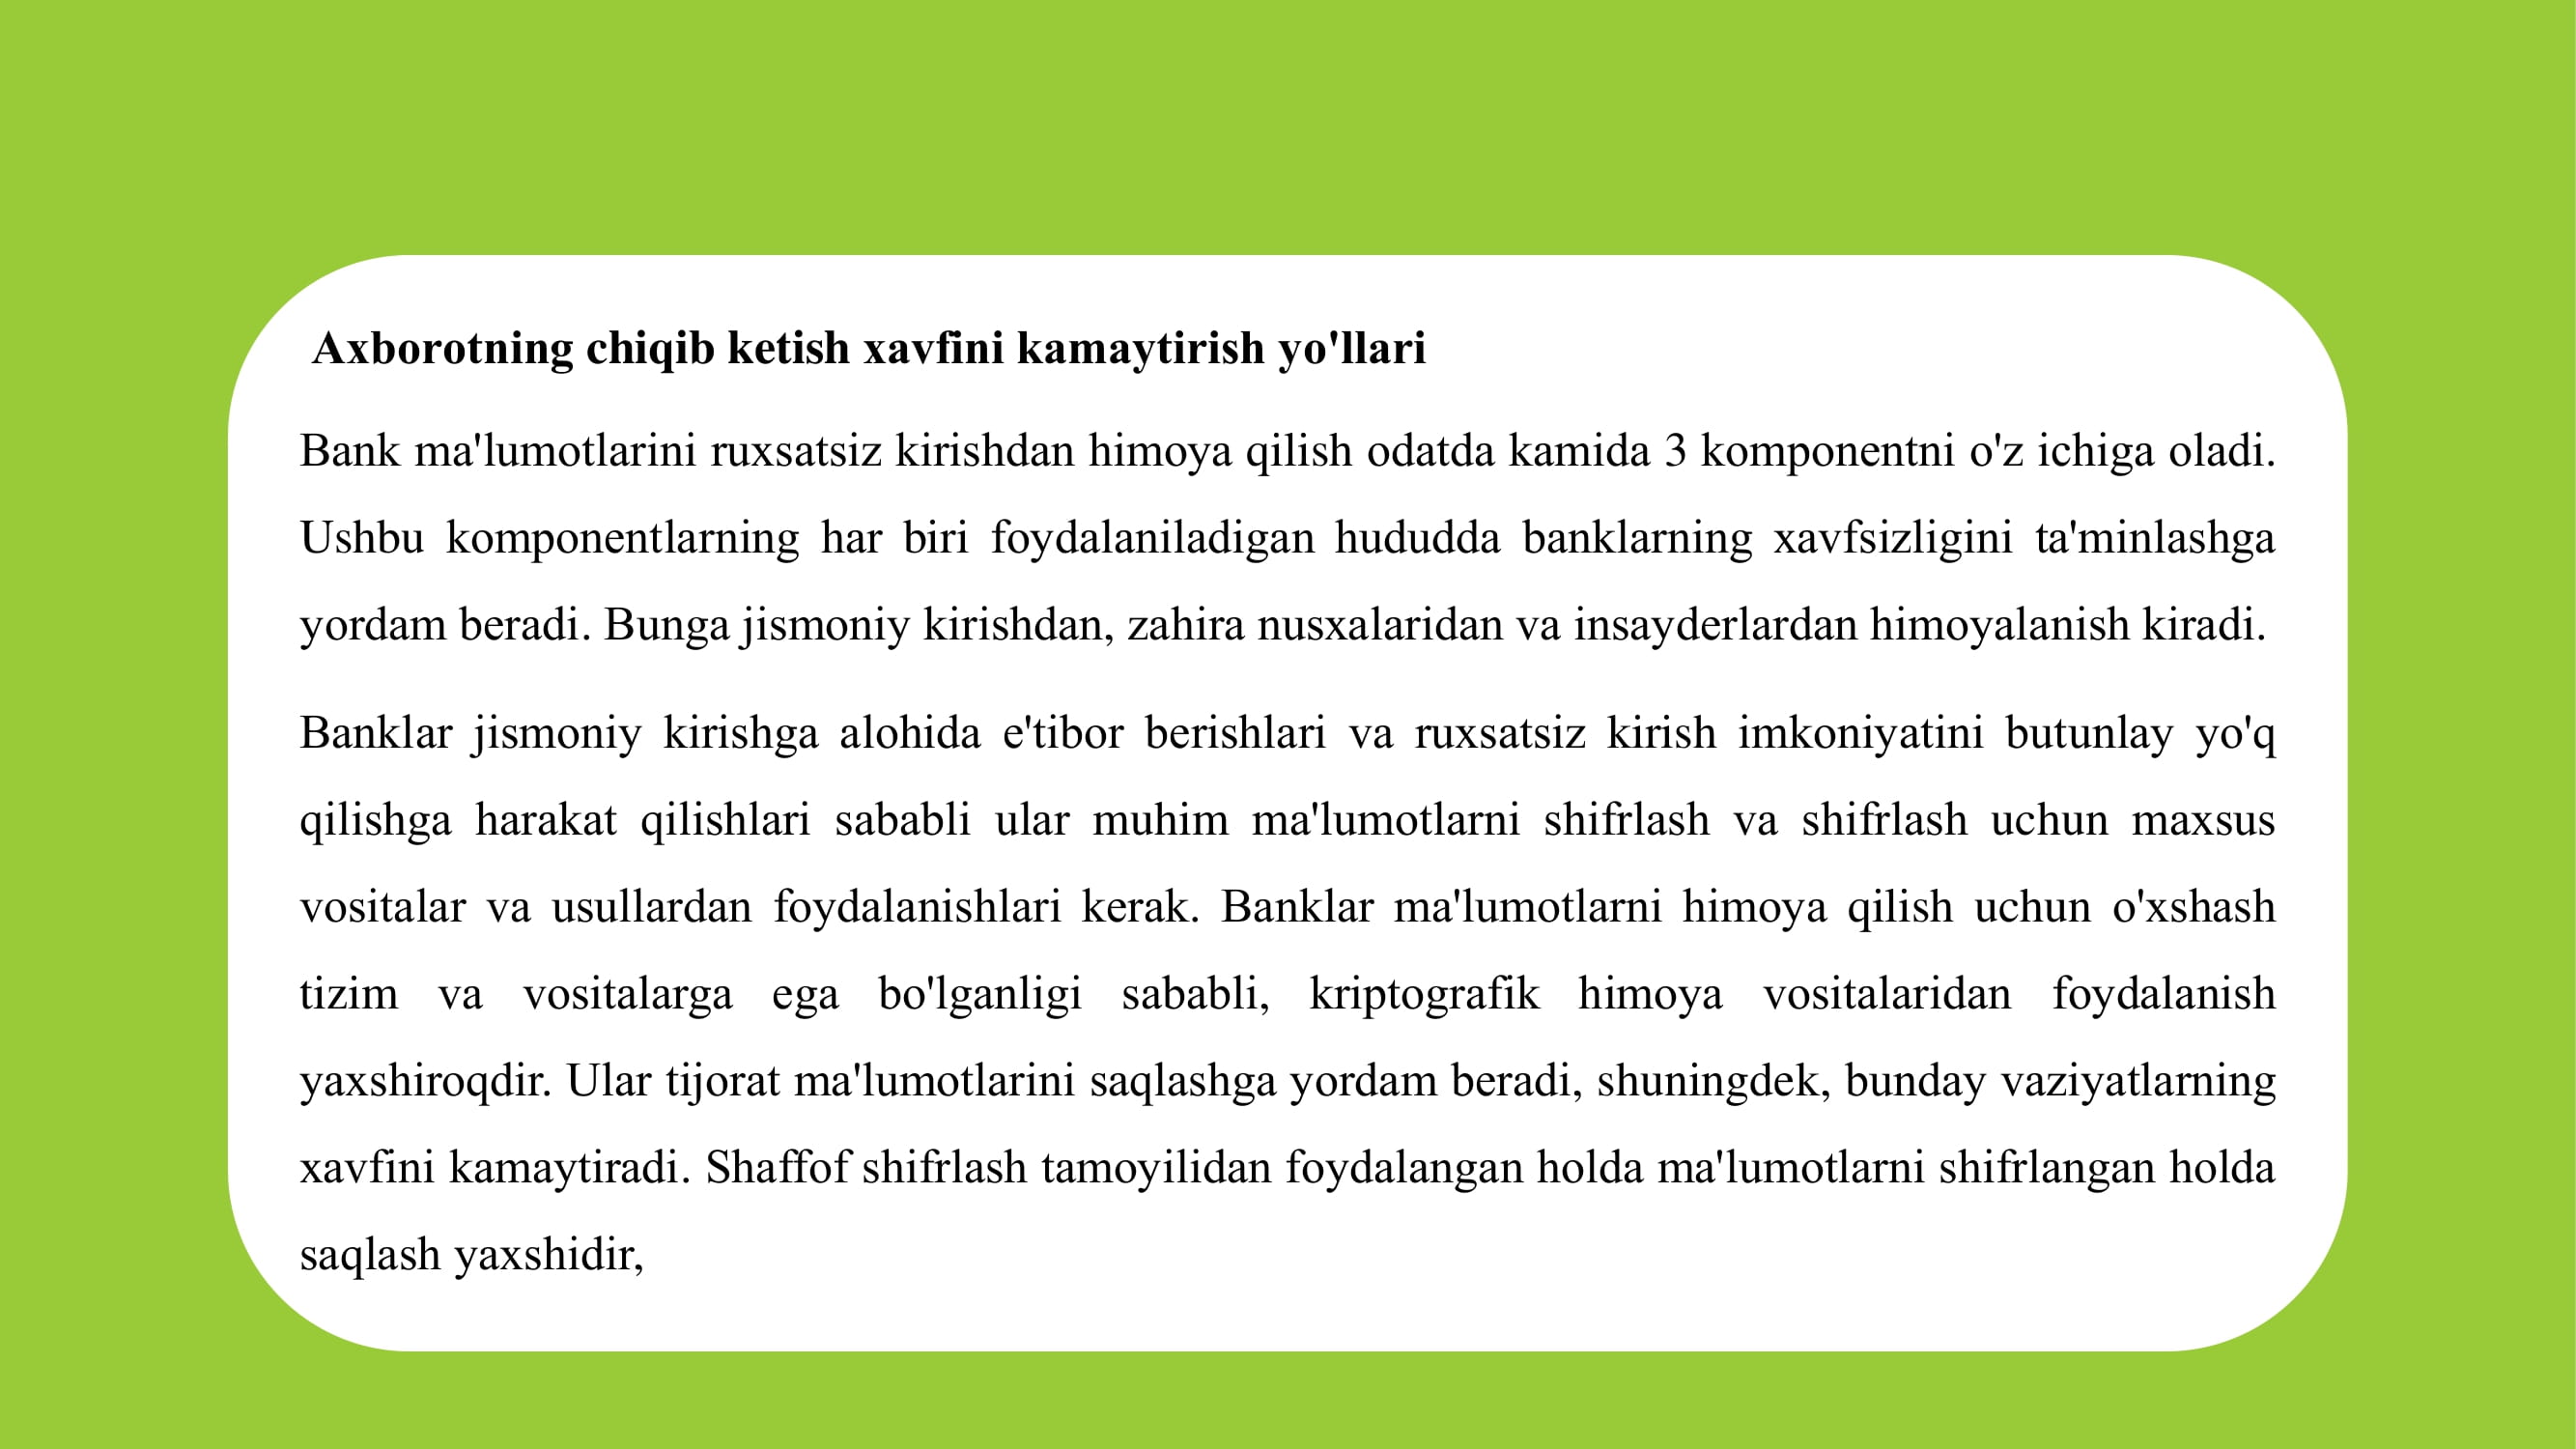 Axborotning chiqib ketish xavfini kamaytirish yo'llari
Bank ma'lumotlarini ruxsatsiz kirishdan himoya qilish odatda kamida 3 komponentni o'z ichiga oladi.
Ushbu komponentlarning har biri foydalaniladigan hududda banklarning xavfsizligini ta'minlashga
yordam beradi. Bunga jismoniy kirishdan, zahira nusxalaridan va insayderlardan himoyalanish kiradi.
Banklar jismoniy kirishga alohida e'tibor berishlari va ruxsatsiz kirish imkoniyatini butunlay yo'q
qilishga harakat qilishlari sababli ular muhim ma'lumotlarni shifrlash va shifrlash uchun maxsus
vositalar va usullardan foydalanishlari kerak. Banklar ma'lumotlarni himoya qilish uchun o'xshash
tizim va vositalarga ega bo'lganligi sababli, kriptografik himoya vositalaridan foydalanish
yaxshiroqdir. Ular tijorat ma'lumotlarini saqlashga yordam beradi, shuningdek, bunday vaziyatlarning
xavfini kamaytiradi. Shaffof shifrlash tamoyilidan foydalangan holda ma'lumotlarni shifrlangan holda
saqlash yaxshidir,